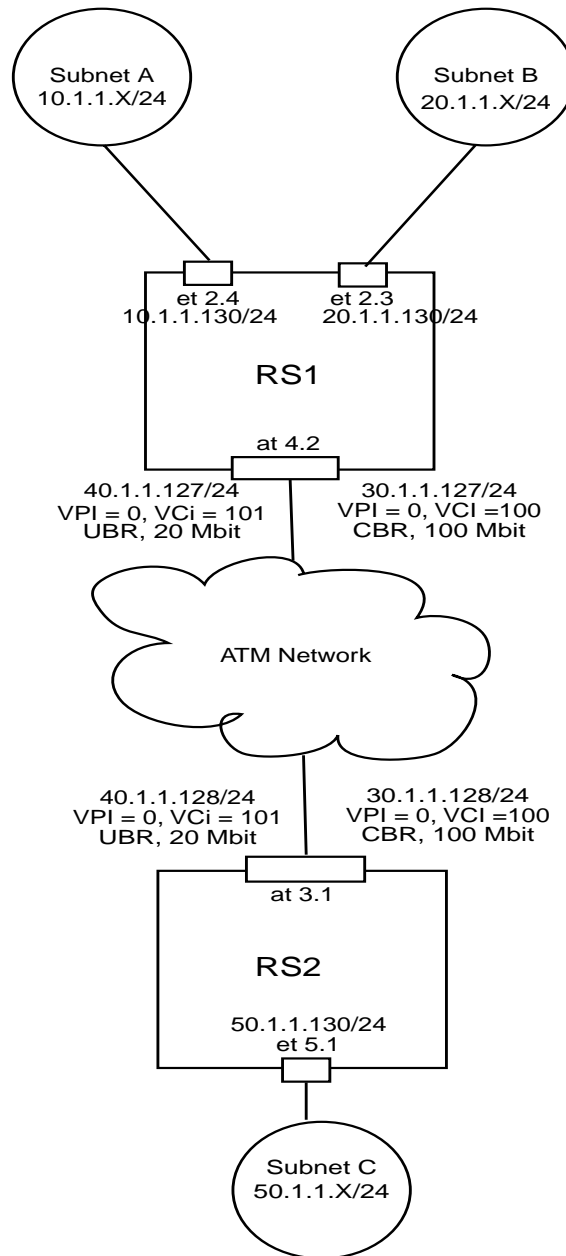 Subnet A
10.1.1.X/24
Subnet B
20.1.1.X/24
et 2.4
10.1.1.130/24
et 2.3
20.1.1.130/24
RS1
at 4.2
40.1.1.127/24
VPI = 0, VCi = 101
UBR, 20 Mbit
30.1.1.127/24
VPI = 0, VCI =100
CBR, 100 Mbit
ATM Network
40.1.1.128/24
VPI = 0, VCi = 101
UBR, 20 Mbit
30.1.1.128/24
VPI = 0, VCI =100
CBR, 100 Mbit
at 3.1
RS2
50.1.1.130/24
et 5.1
Subnet C
50.1.1.X/24